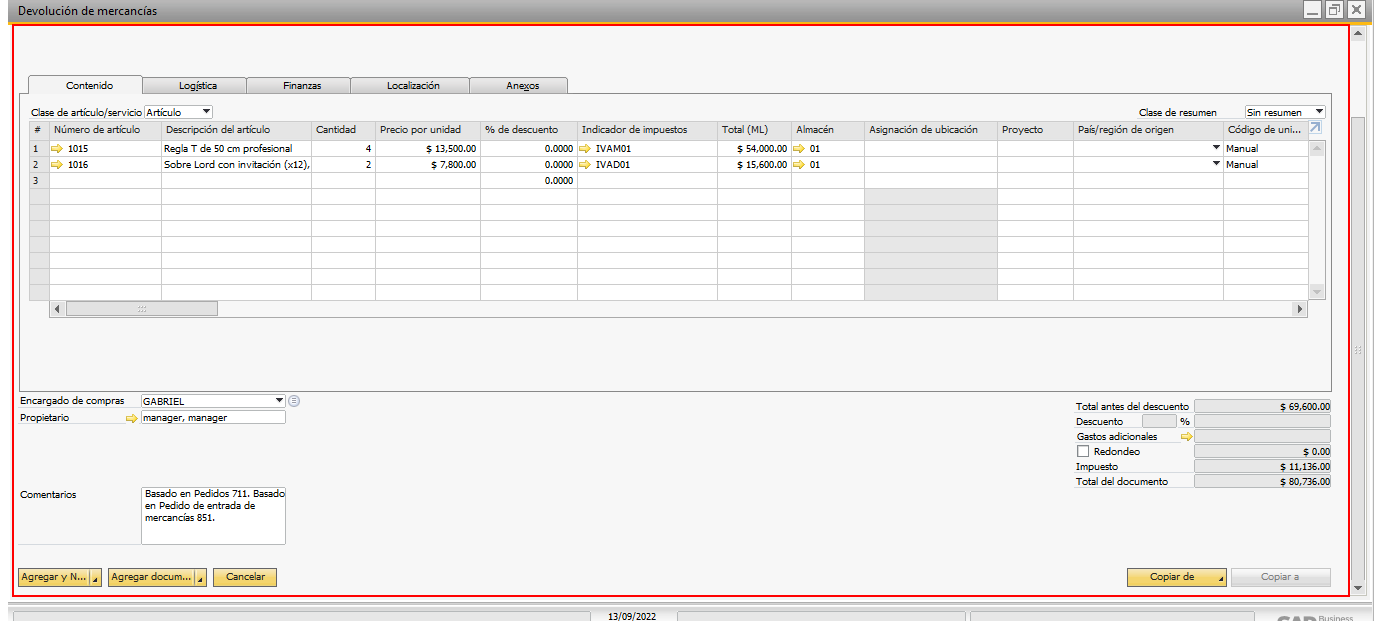 Devolución de mercancías
Contenido Logística Finanzas Localización Anexos
Clase de artículo/servicio Artículo Clase de resumen Sin resumen
# Número de artículo Descripción del artículo Cantidad Precio por unidad % de descuento Indicador de impuestos Total (ML) Almacén Asignación de ubicación Proyecto País/región de origen Código de uni...
1 1015 Regla T de 50 cm profesional 4 $ 13,500.00 0.0000 IVAM01 $ 54,000.00 01 Manual
2 1016 Sobre Lord con invitación (x12), 2 $ 7,800.00 0.0000 IVAD01 $ 15,600.00 01 Manual
3 0.0000
Encargado de compras GABRIEL
Propietario manager, manager
Total antes del descuento $ 69,600.00
Descuento %
Gastos adicionales
Redondeo $ 0.00
Impuesto $ 11,136.00
Total del documento $ 80,736.00
Comentarios Basado en Pedidos 711. Basado
en Pedido de entrada de
mercancías 851.
Agregar y N... Agregar docum... Cancelar Copiar de Copiar a
13/09/2022
SAP Business